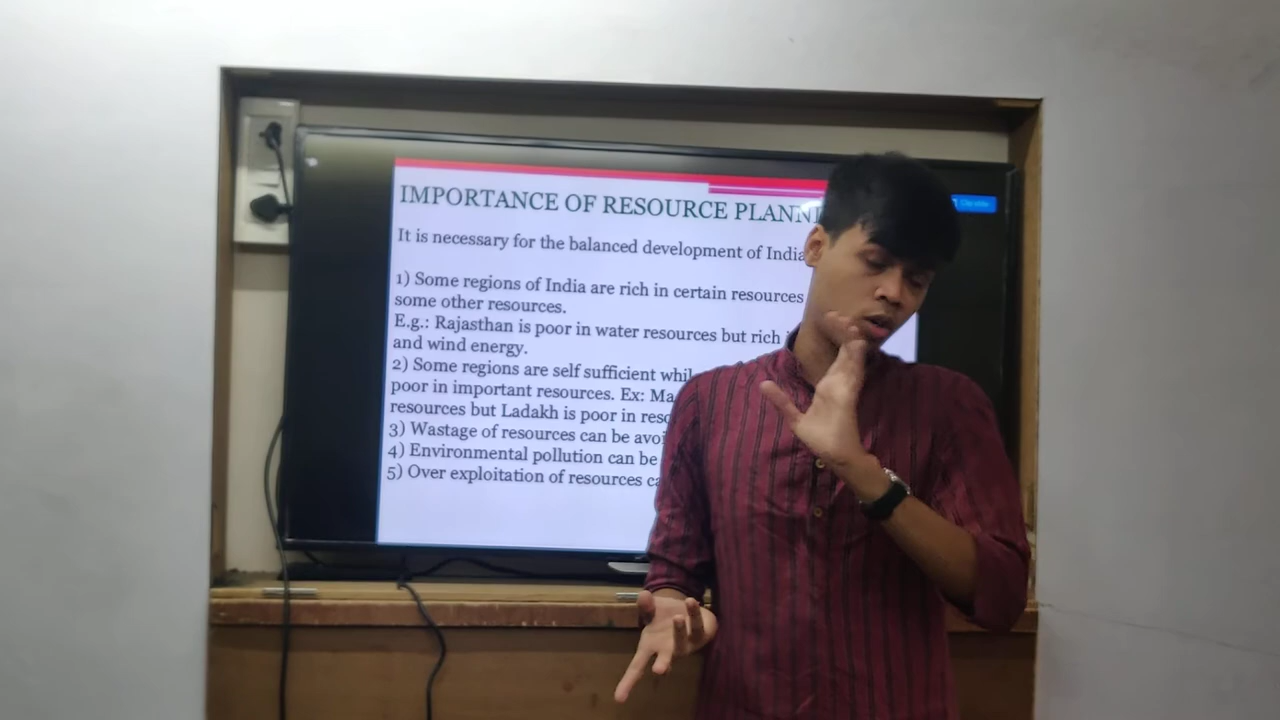 IMPORTANCE OF RESOURCE PLANNI
It is necessary for the balanced development of India
1) Some regions of India are rich in certain resources
some other resources.
E.g.: Rajasthan is poor in water resources but rich
and wind energy.
2) Some regions are self sufficient whil
poor in important resources. Ex: Ma
resources but Ladakh is poor in reso
3) Wastage of resources can be avoi
4) Environmental pollution can be
5) Over exploitation of resources ca